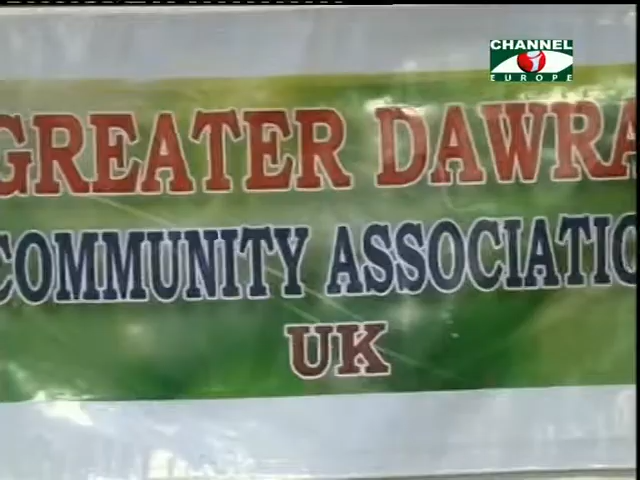 CHANNEL
i
EUROPE
GREATER DAWRA
COMMUNITY ASSOCIATIO
UK